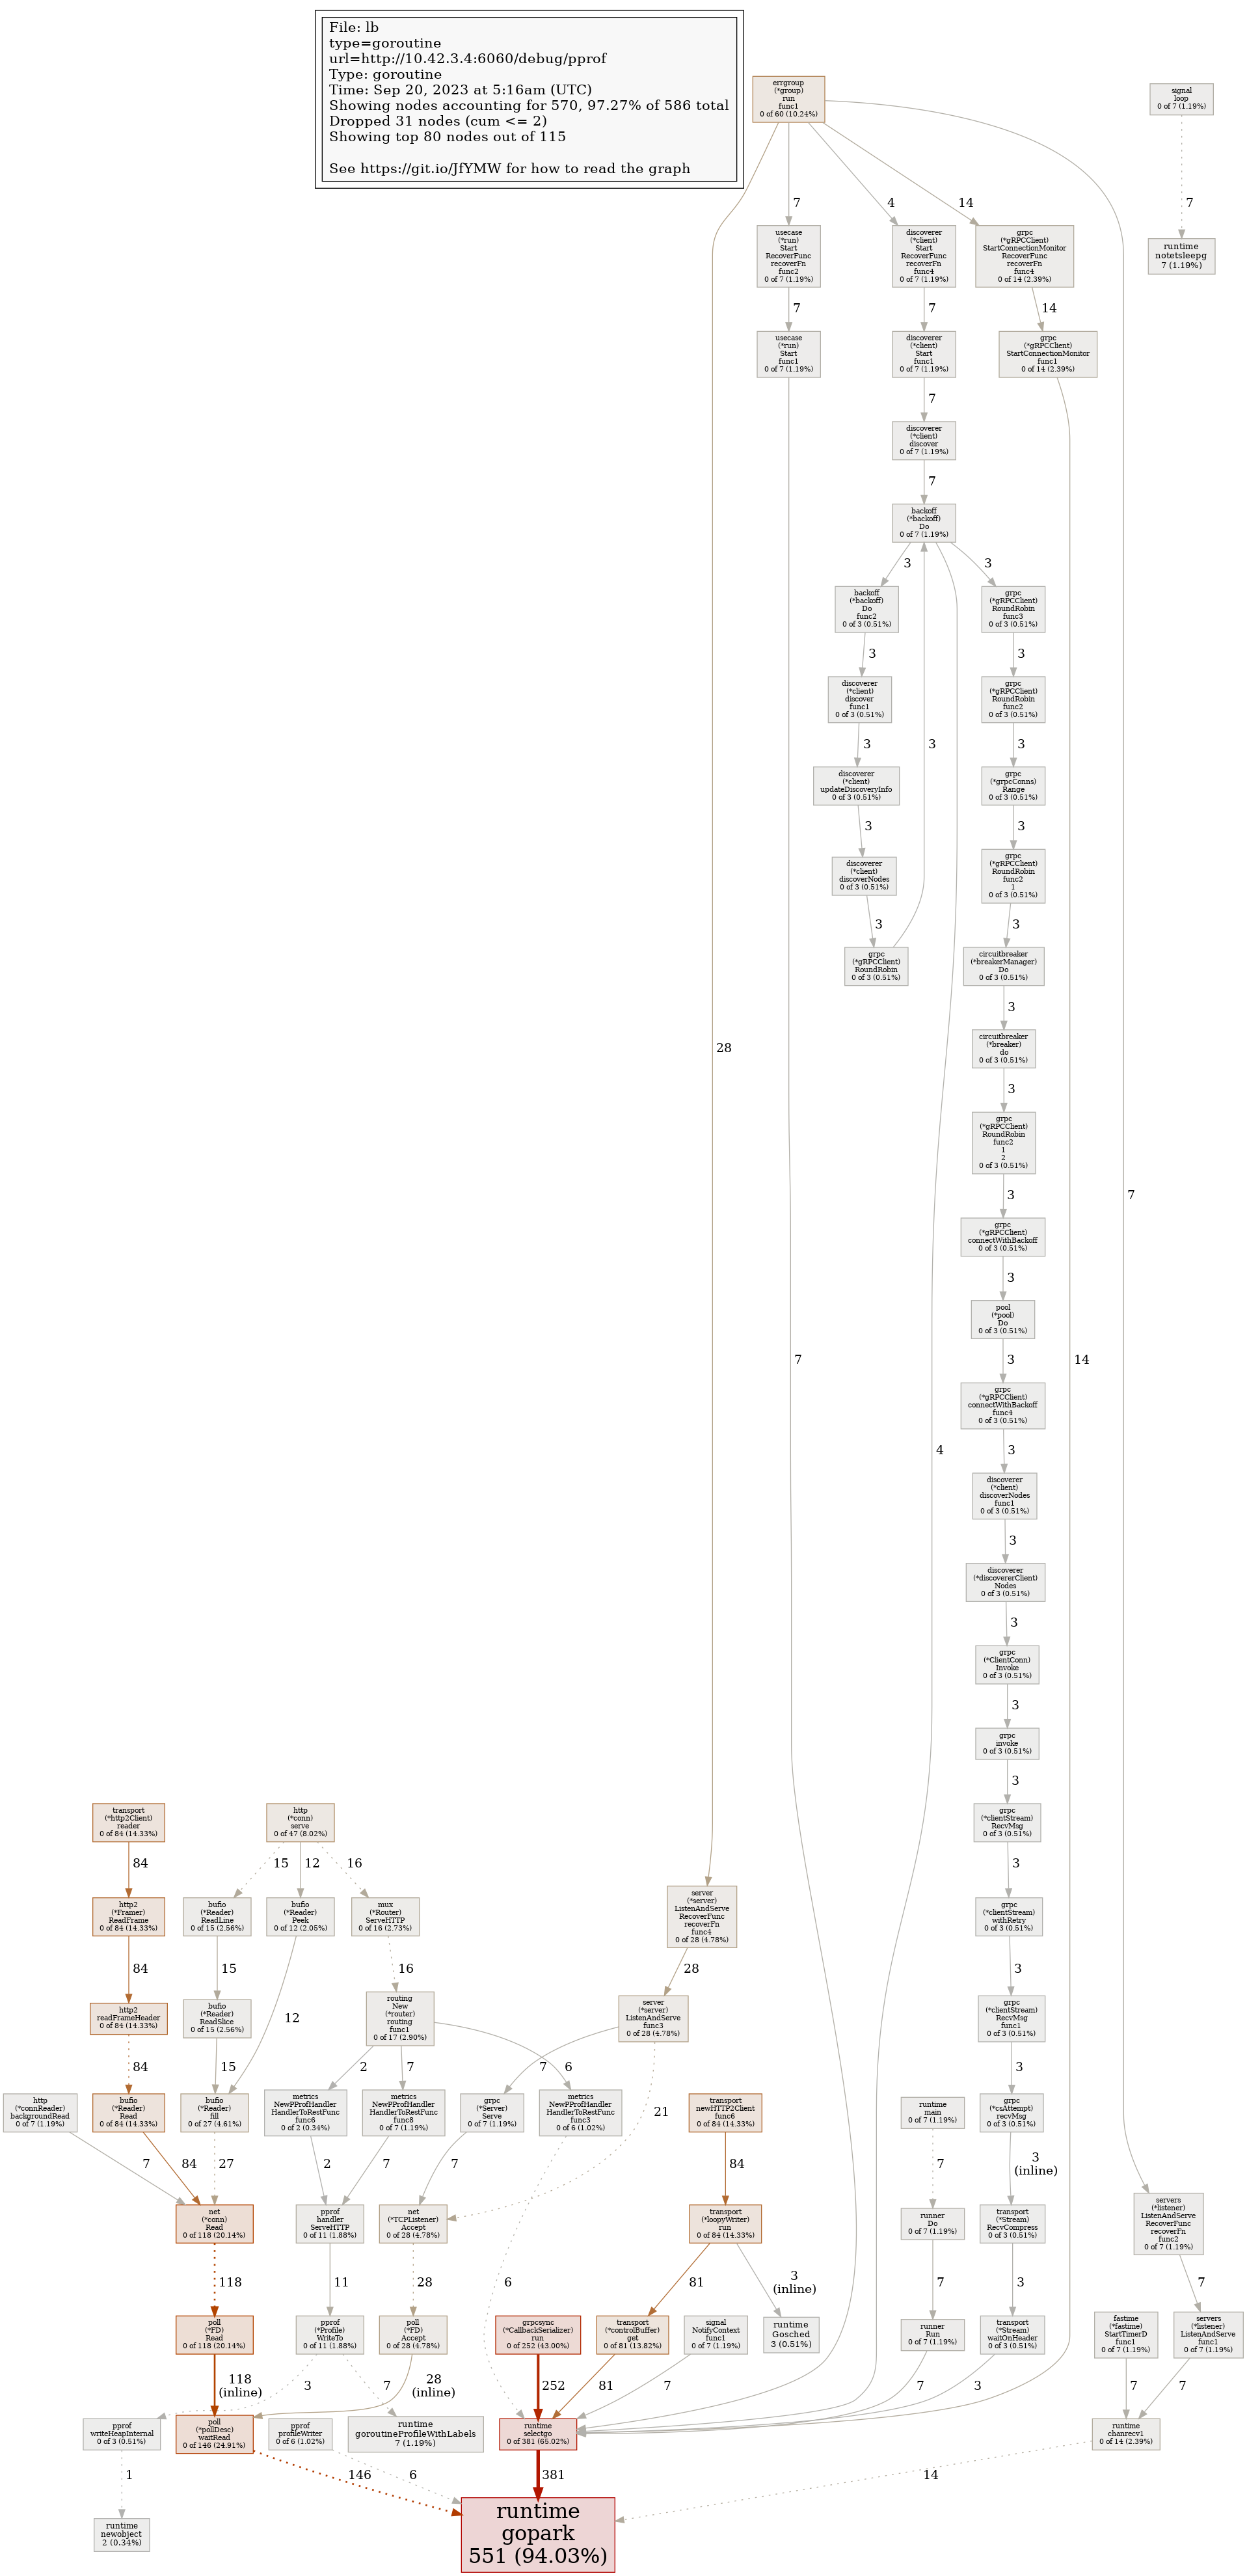 File: lb
type=goroutine
url=http://10.42.3.4:6060/debug/pprof
Type: goroutine
Time: Sep 20, 2023 at 5:16am (UTC)
Showing nodes accounting for 570, 97.27% of 586 total
Dropped 31 nodes (cum <= 2)
Showing top 80 nodes out of 115
See https://git.io/JfYMW for how to read the graph
errgroup
(*group)
run
func1
0 of 60 (10.24%)
signal
loop
0 of 7 (1.19%)
7
4
14
7
usecase
(*run)
Start
RecoverFunc
recoverFn
func2
0 of 7 (1.19%)
discoverer
(*client)
Start
RecoverFunc
recoverFn
func4
0 of 7 (1.19%)
grpc
(*gRPCClient)
StartConnectionMonitor
RecoverFunc
recoverFn
func4
0 of 14 (2.39%)
runtime
notetsleepg
7 (1.19%)
7
7
14
usecase
(*run)
Start
func1
0 of 7 (1.19%)
discoverer
(*client)
Start
func1
0 of 7 (1.19%)
grpc
(*gRPCClient)
StartConnectionMonitor
func1
0 of 14 (2.39%)
7
discoverer
(*client)
discover
0 of 7 (1.19%)
7
backoff
(*backoff)
Do
0 of 7 (1.19%)
3
3
backoff
(*backoff)
Do
func2
0 of 3 (0.51%)
grpc
(*gRPCClient)
RoundRobin
func3
0 of 3 (0.51%)
3
3
discoverer
(*client)
discover
func1
0 of 3 (0.51%)
grpc
(*gRPCClient)
RoundRobin
func2
0 of 3 (0.51%)
3
3
3
discoverer
(*client)
updateDiscoveryInfo
0 of 3 (0.51%)
grpc
(*grpcConns)
Range
0 of 3 (0.51%)
3
3
discoverer
(*client)
discoverNodes
0 of 3 (0.51%)
grpc
(*gRPCClient)
RoundRobin
func2
1
0 of 3 (0.51%)
3
3
grpc
(*gRPCClient)
RoundRobin
0 of 3 (0.51%)
circuitbreaker
(*breakerManager)
Do
0 of 3 (0.51%)
3
28
circuitbreaker
(*breaker)
do
0 of 3 (0.51%)
3
grpc
(*gRPCClient)
RoundRobin
func2
1
2
0 of 3 (0.51%)
3
7
grpc
(*gRPCClient)
connectWithBackoff
0 of 3 (0.51%)
3
pool
(*pool)
Do
0 of 3 (0.51%)
7
3
14
grpc
(*gRPCClient)
connectWithBackoff
func4
0 of 3 (0.51%)
4
3
discoverer
(*client)
discoverNodes
func1
0 of 3 (0.51%)
3
discoverer
(*discovererClient)
Nodes
0 of 3 (0.51%)
3
grpc
(*ClientConn)
Invoke
0 of 3 (0.51%)
3
grpc
invoke
0 of 3 (0.51%)
3
transport
(*http2Client)
reader
0 of 84 (14.33%)
http
(*conn)
serve
0 of 47 (8.02%)
grpc
(*clientStream)
RecvMsg
0 of 3 (0.51%)
84
15
12
16
3
http2
(*Framer)
ReadFrame
0 of 84 (14.33%)
bufio
(*Reader)
ReadLine
0 of 15 (2.56%)
bufio
(*Reader)
Peek
0 of 12 (2.05%)
mux
(*Router)
ServeHTTP
0 of 16 (2.73%)
server
(*server)
ListenAndServe
RecoverFunc
recoverFn
func4
0 of 28 (4.78%)
grpc
(*clientStream)
withRetry
0 of 3 (0.51%)
84
15
16
28
3
http2
readFrameHeader
0 of 84 (14.33%)
bufio
(*Reader)
ReadSlice
0 of 15 (2.56%)
12
routing
New
(*router)
routing
func1
0 of 17 (2.90%)
server
(*server)
ListenAndServe
func3
0 of 28 (4.78%)
grpc
(*clientStream)
RecvMsg
func1
0 of 3 (0.51%)
84
15
2
7
6
7
3
http
(*connReader)
backgroundRead
0 of 7 (1.19%)
bufio
(*Reader)
Read
0 of 84 (14.33%)
bufio
(*Reader)
fill
0 of 27 (4.61%)
metrics
NewPProfHandler
HandlerToRestFunc
func6
0 of 2 (0.34%)
metrics
NewPProfHandler
HandlerToRestFunc
func8
0 of 7 (1.19%)
grpc
(*Server)
Serve
0 of 7 (1.19%)
metrics
NewPProfHandler
HandlerToRestFunc
func3
0 of 6 (1.02%)
21
transport
newHTTP2Client
func6
0 of 84 (14.33%)
runtime
main
0 of 7 (1.19%)
grpc
(*csAttempt)
recvMsg
0 of 3 (0.51%)
7
84
27
2
7
7
84
7
3
(inline)
net
(*conn)
Read
0 of 118 (20.14%)
pprof
handler
ServeHTTP
0 of 11 (1.88%)
net
(*TCPListener)
Accept
0 of 28 (4.78%)
transport
(*loopyWriter)
run
0 of 84 (14.33%)
runner
Do
0 of 7 (1.19%)
transport
(*Stream)
RecvCompress
0 of 3 (0.51%)
servers
(*listener)
ListenAndServe
RecoverFunc
recoverFn
func2
0 of 7 (1.19%)
118
11
28
6
81
3
(inline)
7
3
7
poll
(*FD)
Read
0 of 118 (20.14%)
pprof
(*Profile)
WriteTo
0 of 11 (1.88%)
poll
(*FD)
Accept
0 of 28 (4.78%)
grpcsync
(*CallbackSerializer)
run
0 of 252 (43.00%)
transport
(*controlBuffer)
get
0 of 81 (13.82%)
signal
NotifyContext
func1
0 of 7 (1.19%)
runtime
Gosched
3 (0.51%)
runner
Run
0 of 7 (1.19%)
transport
(*Stream)
waitOnHeader
0 of 3 (0.51%)
fastime
(*fastime)
StartTimerD
func1
0 of 7 (1.19%)
servers
(*listener)
ListenAndServe
func1
0 of 7 (1.19%)
118
(inline)
3
7
28
(inline)
252
81
7
7
3
7
7
pprof
writeHeapInternal
0 of 3 (0.51%)
poll
(*pollDesc)
waitRead
0 of 146 (24.91%)
pprof
profileWriter
0 of 6 (1.02%)
runtime
goroutineProfileWithLabels
7 (1.19%)
runtime
selectgo
0 of 381 (65.02%)
runtime
chanrecv1
0 of 14 (2.39%)
1
146
6
381
14
runtime
newobject
2 (0.34%)
runtime
gopark
551 (94.03%)